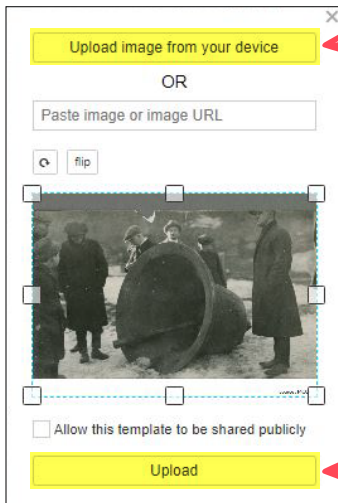 Upload image from your device
OR
Paste image or image URL
flip
Allow this template to be shared publicly
Upload